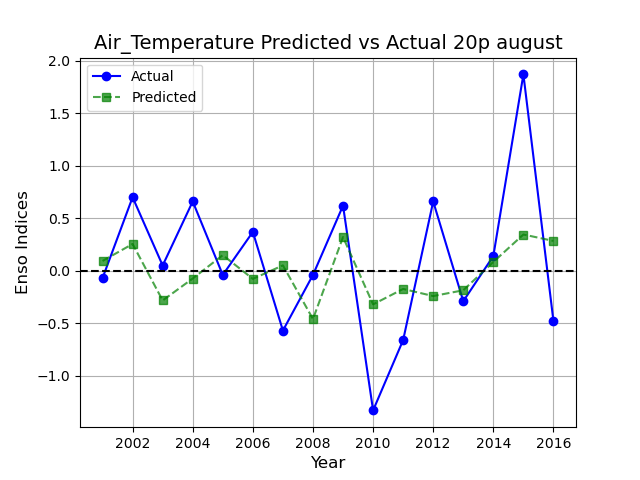 Air_Temperature Predicted vs Actual 20p august
Actual
Predicted
2.0
1.5
1.0
0.5
0.0
−0.5
−1.0
Enso Indices
2002 2004 2006 2008 2010 2012 2014 2016
Year